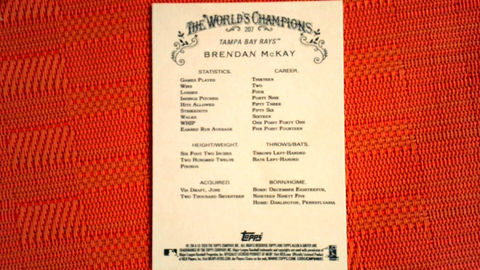 The World's Champions
207
Tampa Bay Rays™
Brendan McKay
Statistics. Career.
Games Played Thirteen
Wins Two
Losses Four
Innings Pitched Forty Nine
Hits Allowed Fifty Three
Strikeouts Fifty Six
Walks Sixteen
WHIP One Point Forty One
Earned Run Average Five Point Fourteen
Height/Weight. Throws/Bats.
Six Foot Two Inches Throws Left-Handed
Two Hundred Twelve Bats Left-Handed
Pounds
Acquired. Born/Home.
Via Draft, June Born: December Eighteenth,
Two Thousand Seventeen Nineteen Ninety Five
Home: Darlington, Pennsylvania.
Topps